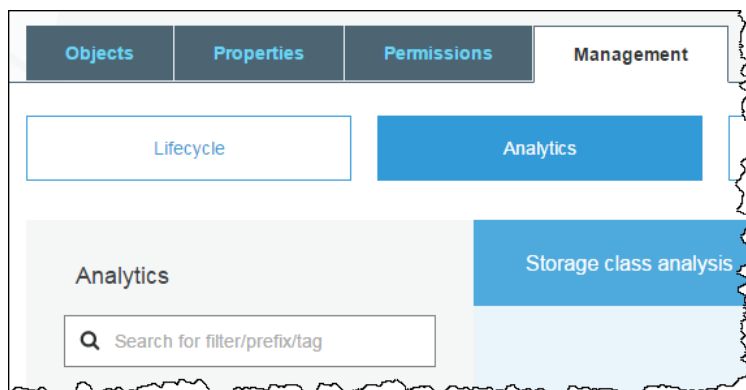 Objects Properties Permissions Management
Lifecycle Analytics
Storage class analysis
Analytics
Search for filter/prefix/tag